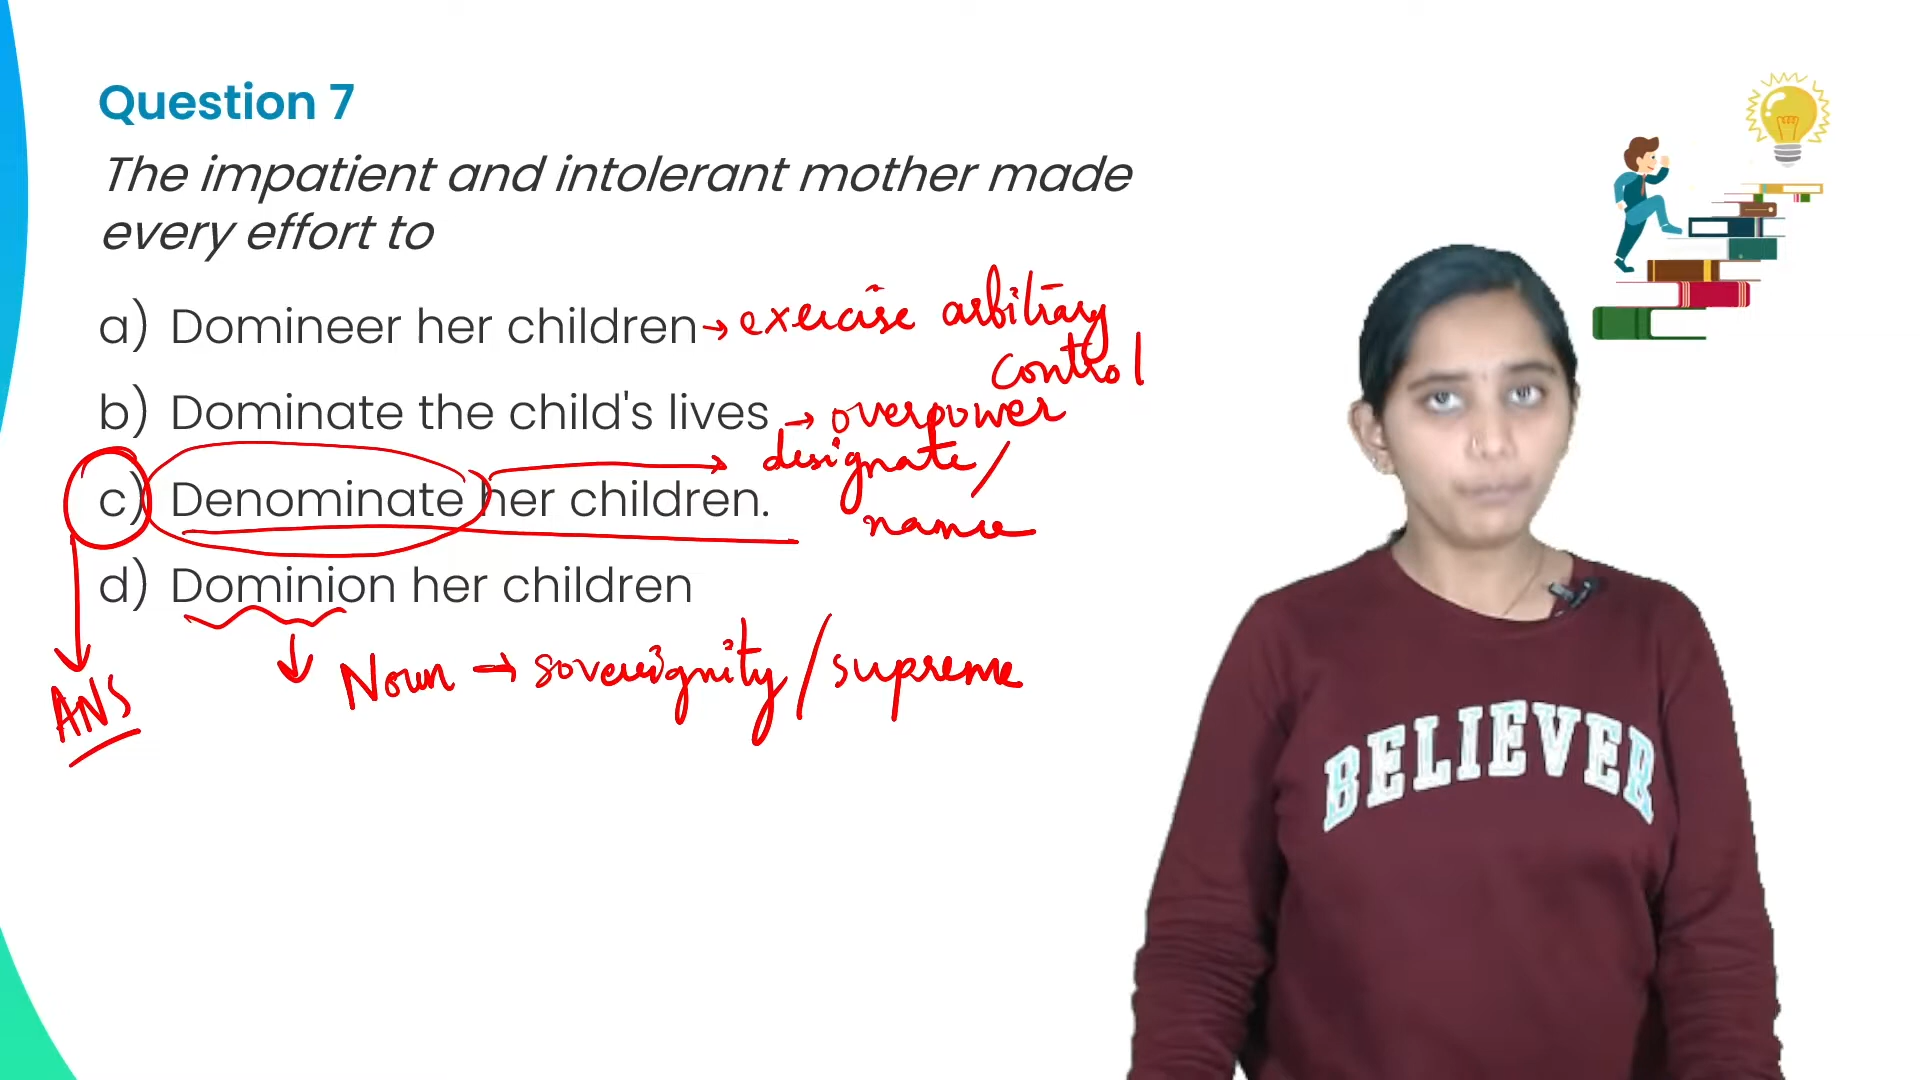 Question 7
The impatient and intolerant mother made
every effort to
a) Domineer her children → exercise arbitiary
control
b) Dominate the child's lives → overpower
c) Denominate her children. → designate/
name
d) Dominion her children
ANS
Noun → sovereignity/supreme
BELIEVER